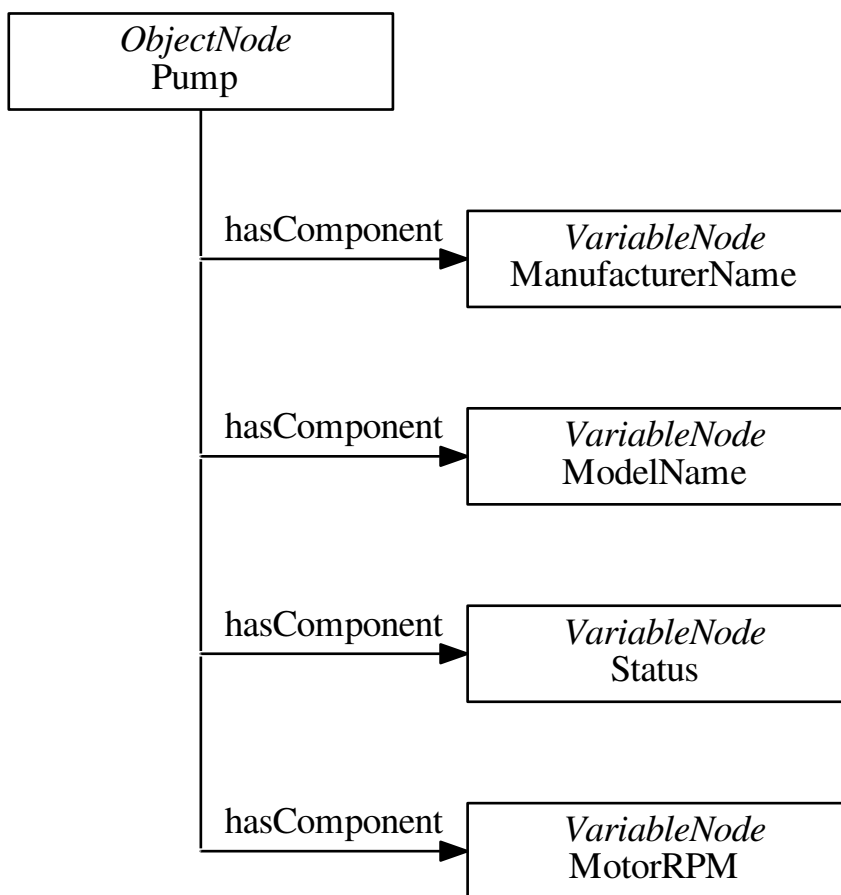 ObjectNode
Pump
hasComponent
VariableNode
ManufacturerName
hasComponent
VariableNode
ModelName
hasComponent
VariableNode
Status
hasComponent
VariableNode
MotorRPM